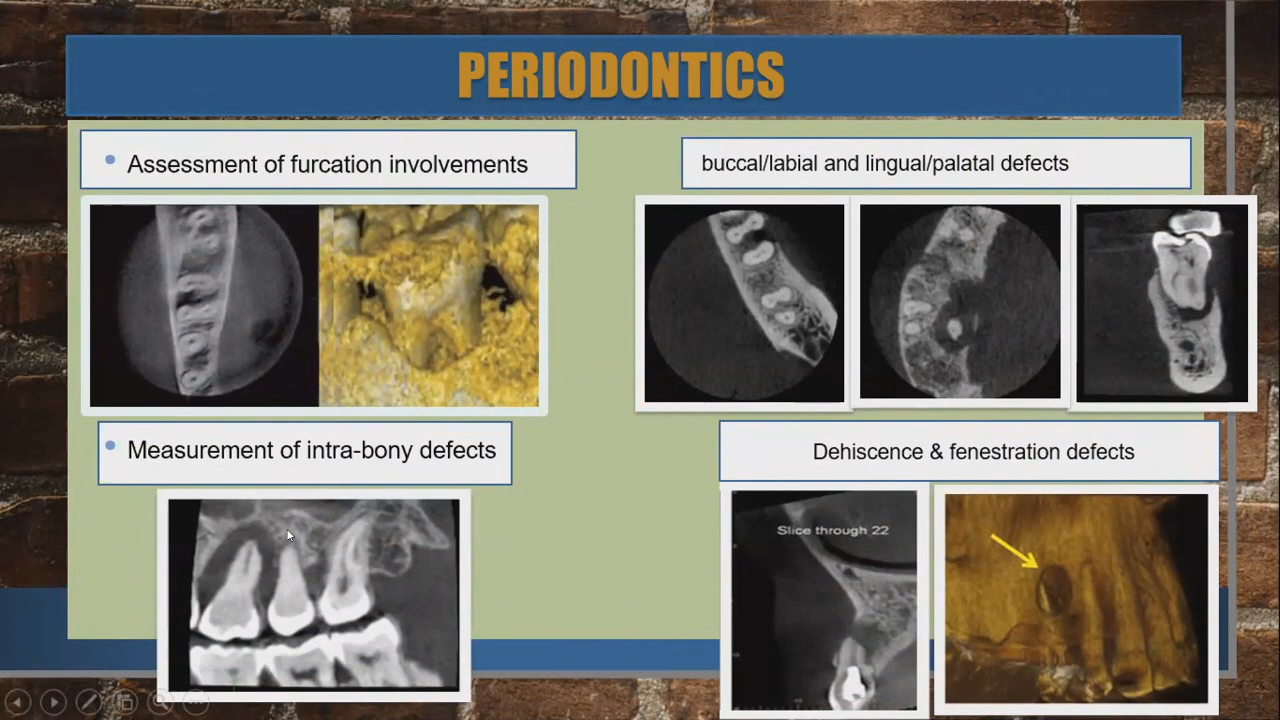 PERIODONTICS
• Assessment of furcation involvements
buccal/labial and lingual/palatal defects
• Measurement of intra-bony defects
Dehiscence & fenestration defects
Slice through 22